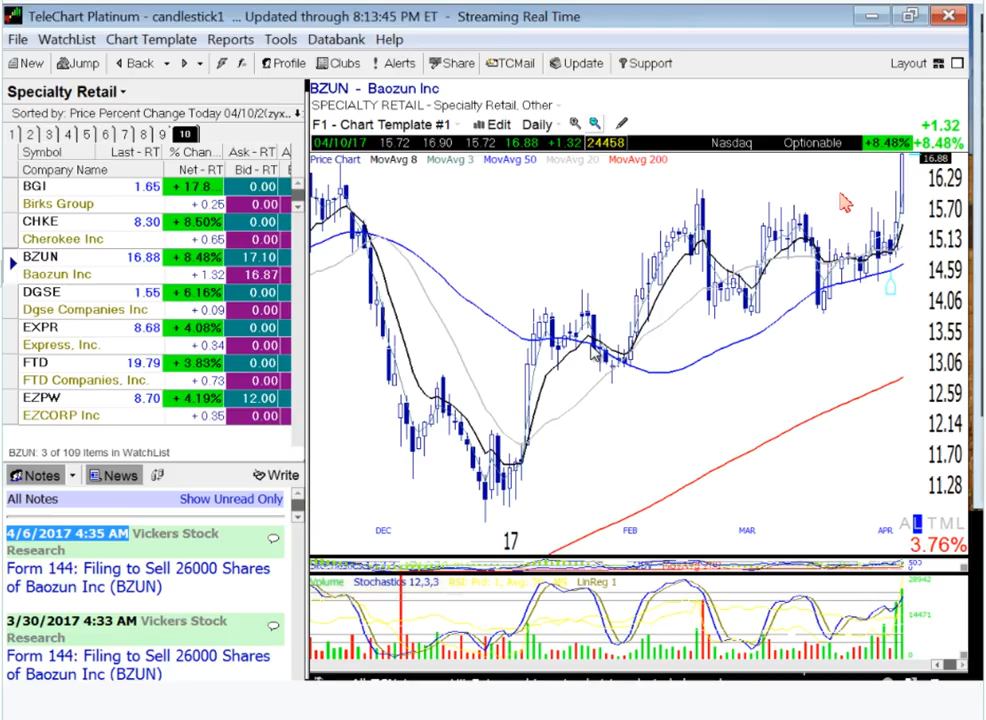 TeleChart Platinum - candlestick1 ... Updated through 8:13:45 PM ET - Streaming Real Time
File WatchList Chart Template Reports Tools Databank Help
New Jump Back Profile Clubs Alerts Share TCMail Update Support Layout
Specialty Retail
Sorted by: Price Percent Change Today 04/10/2(zyx..
1 2 3 4 5 6 7 8 9 10
Symbol Last - RT % Chan... Ask - RT A
Company Name Net - RT Bid - RT E
BGI 1.65 + 17.8... 0.00
Birks Group + 0.25 0.00
CHKE 8.30 + 8.50% 0.00
Cherokee Inc + 0.65 0.00
BZUN 16.88 + 8.48% 17.10
Baozun Inc + 1.32 16.87
DGSE 1.55 + 6.16% 0.00
Dgse Companies Inc + 0.09 0.00
EXPR 8.68 + 4.08% 0.00
Express, Inc. + 0.34 0.00
FTD 19.79 + 3.83% 0.00
FTD Companies, Inc. + 0.73 0.00
EZPW 8.70 + 4.19% 12.00
EZCORP Inc + 0.35 0.00
BZUN: 3 of 109 Items in WatchList
Notes News Write
All Notes Show Unread Only
4/6/2017 4:35 AM Vickers Stock
Research
Form 144: Filing to Sell 26000 Shares
of Baozun Inc (BZUN)
3/30/2017 4:33 AM Vickers Stock
Research
Form 144: Filing to Sell 26000 Shares
of Baozun Inc (BZUN)
BZUN - Baozun Inc
SPECIALTY RETAIL - Specialty Retail, Other
F1 - Chart Template #1 Edit Daily
+1.32
04/10/17 15.72 16.90 15.72 16.88 +1.32 24458 Nasdaq Optionable +8.48% +8.48%
Price Chart MovAvg 8 MovAvg 3 MovAvg 50 MovAvg 20 MovAvg 200
16.88
16.29
15.70
15.13
14.59
14.06
13.55
13.06
12.59
12.14
11.70
11.28
DEC 17 FEB MAR APR
A L T M L
3.76%
500
0
Volume Stochastics 12,3,3 RSI: Prd: 1, Avg: LinReg 1
28942
14471
0